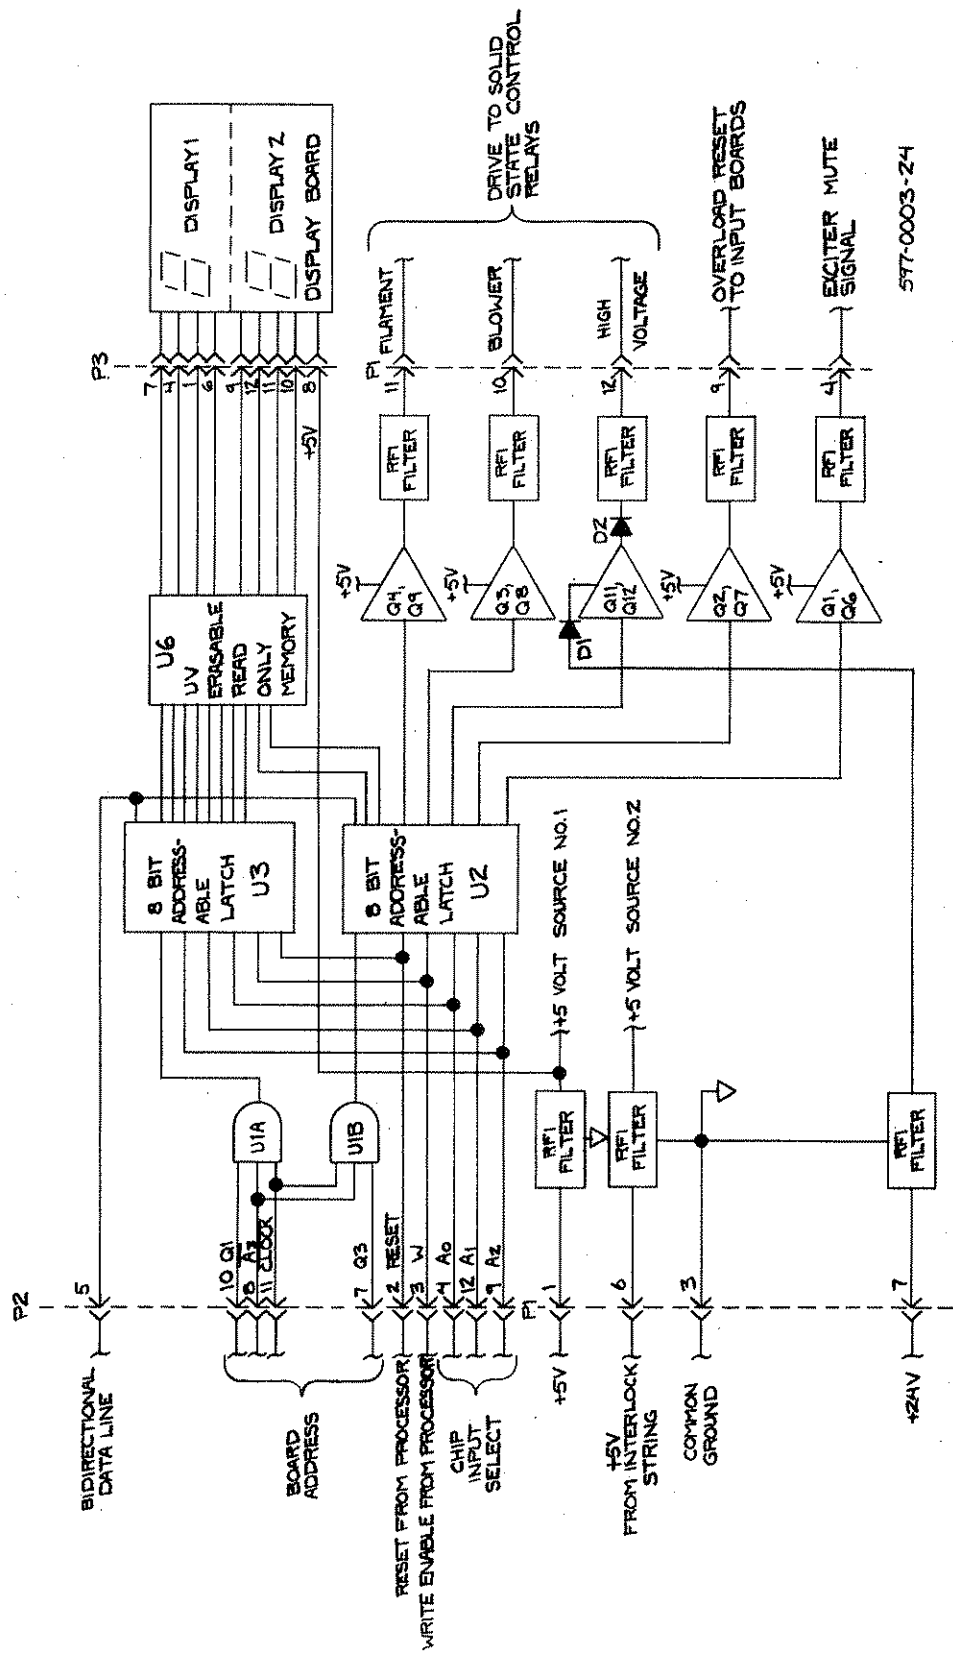 P2
5
BIDIRECTIONAL
DATA LINE
10 Q1
8 A3
11 CLOCK
7 Q3
BOARD
ADDRESS
2 RESET
RESET FROM PROCESSOR
3 W
WRITE ENABLE FROM PROCESSOR
4 A0
12 A1
9 A2
CHIP
INPUT
SELECT
P1
1
+5V
6
+5V
FROM INTERLOCK
STRING
3
COMMON
GROUND
7
+24V
U1A
U1B
RFI
FILTER
RFI
FILTER
RFI
FILTER
+5 VOLT SOURCE NO.1
+5 VOLT SOURCE NO.2
8 BIT
ADDRESS-
ABLE
LATCH
U3
8 BIT
ADDRESS-
ABLE
LATCH
U2
U6
UV
ERASABLE
READ
ONLY
MEMORY
+5V
Q4,
Q9
+5V
Q3,
Q8
D1
Q11,
Q12
D2
+5V
Q2,
Q7
+5V
Q1,
Q6
RFI
FILTER
RFI
FILTER
RFI
FILTER
RFI
FILTER
RFI
FILTER
P3
7
4
1
6
9
12
11
10
8
+5V
DISPLAY 1
DISPLAY 2
DISPLAY BOARD
P1
11
FILAMENT
10
BLOWER
12
HIGH
VOLTAGE
9
4
DRIVE TO SOLID
STATE CONTROL
RELAYS
OVERLOAD RESET
TO INPUT BOARDS
EXCITER MUTE
SIGNAL
597-0003-24